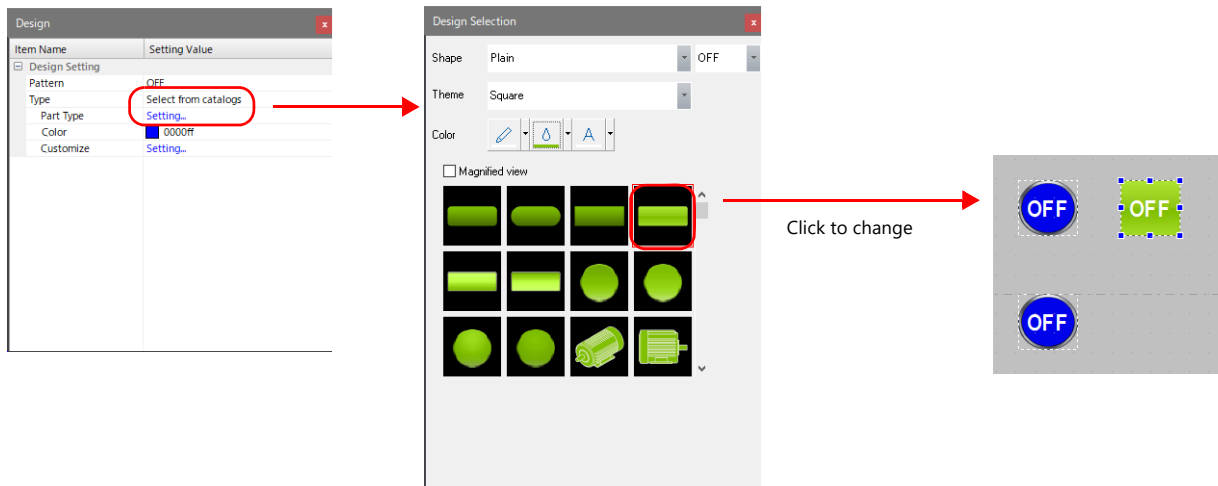 Design
x
Item Name Setting Value
Design Setting
Pattern OFF
Type Select from catalogs
Part Type Setting...
Color 0000ff
Customize Setting...
Design Selection
x
Shape Plain OFF
Theme Square
Color A
Magnified view
Click to change
OFF OFF
OFF